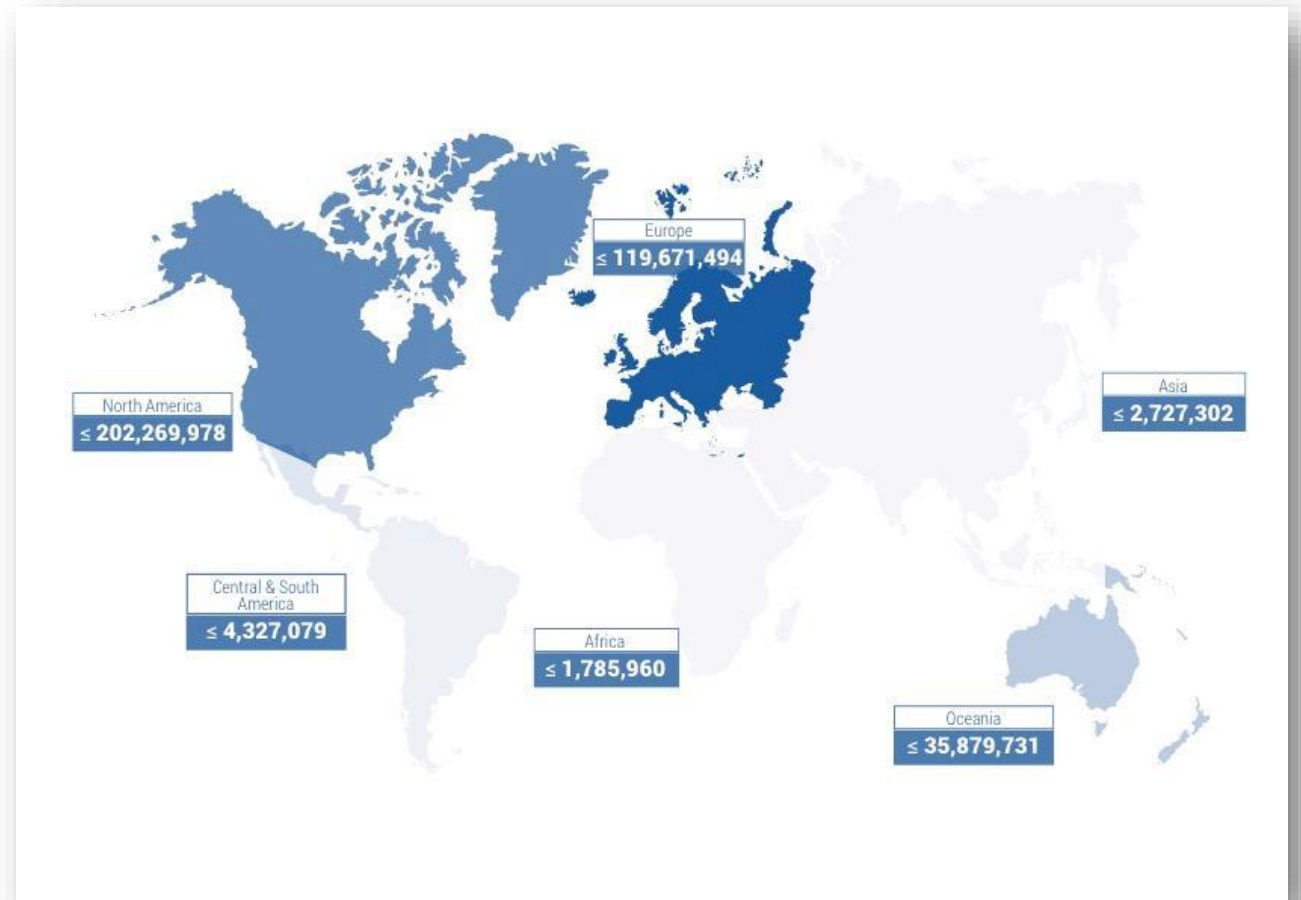 Europe
≤ 119,671,494
North America
≤ 202,269,978
Asia
≤ 2,727,302
Central & South
America
≤ 4,327,079
Africa
≤ 1,785,960
Oceania
≤ 35,879,731